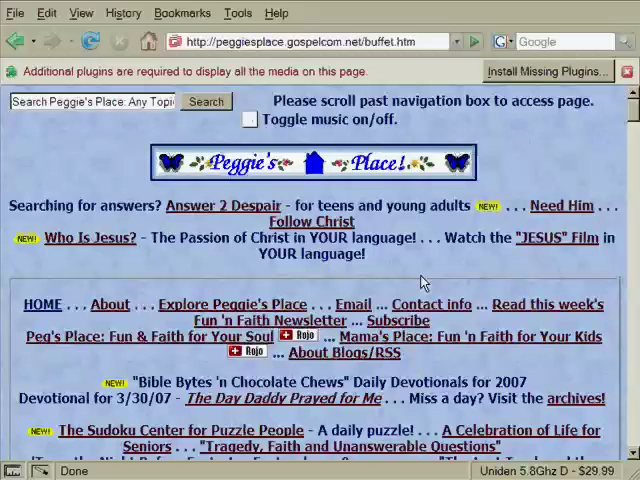 File Edit View History Bookmarks Tools Help
http://peggiesplace.gospelcom.net/buffet.htm Google
Additional plugins are required to display all the media on this page. Install Missing Plugins...
Search Peggie's Place: Any Topi Search Please scroll past navigation box to access page.
Toggle music on/off.
Peggie's Place!
Searching for answers? Answer 2 Despair - for teens and young adults NEW! . . . Need Him . . .
Follow Christ
NEW! Who Is Jesus? - The Passion of Christ in YOUR language! . . . Watch the "JESUS" Film in
YOUR language!
HOME . . . About . . . Explore Peggie's Place . . . Email ... Contact info ... Read this week's
Fun 'n Faith Newsletter ... Subscribe
Peg's Place: Fun & Faith for Your Soul Rojo ... Mama's Place: Fun 'n Faith for Your Kids
Rojo ... About Blogs/RSS
NEW! "Bible Bytes 'n Chocolate Chews" Daily Devotionals for 2007
Devotional for 3/30/07 - The Day Daddy Prayed for Me . . . Miss a day? Visit the archives!
NEW! The Sudoku Center for Puzzle People - A daily puzzle! . . . A Celebration of Life for
Seniors . . . "Tragedy, Faith and Unanswerable Questions"
Done Uniden 5.8Ghz D - $29.99